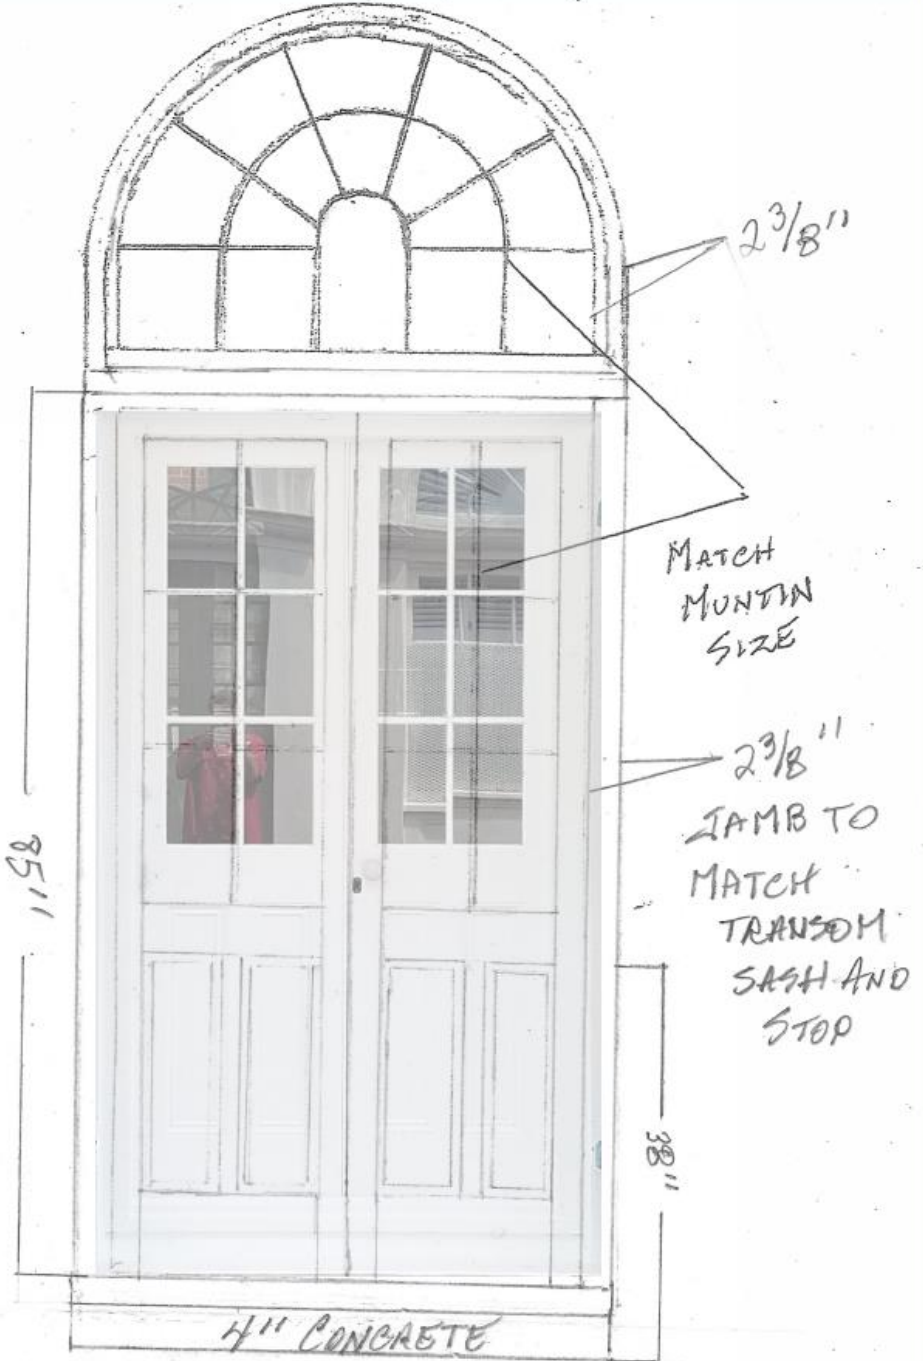 2 3/8"
MATCH
MUNTIN
SIZE
2 3/8"
JAMB TO
MATCH
TRANSOM
SASH AND
STOP
85"
38"
4" CONCRETE